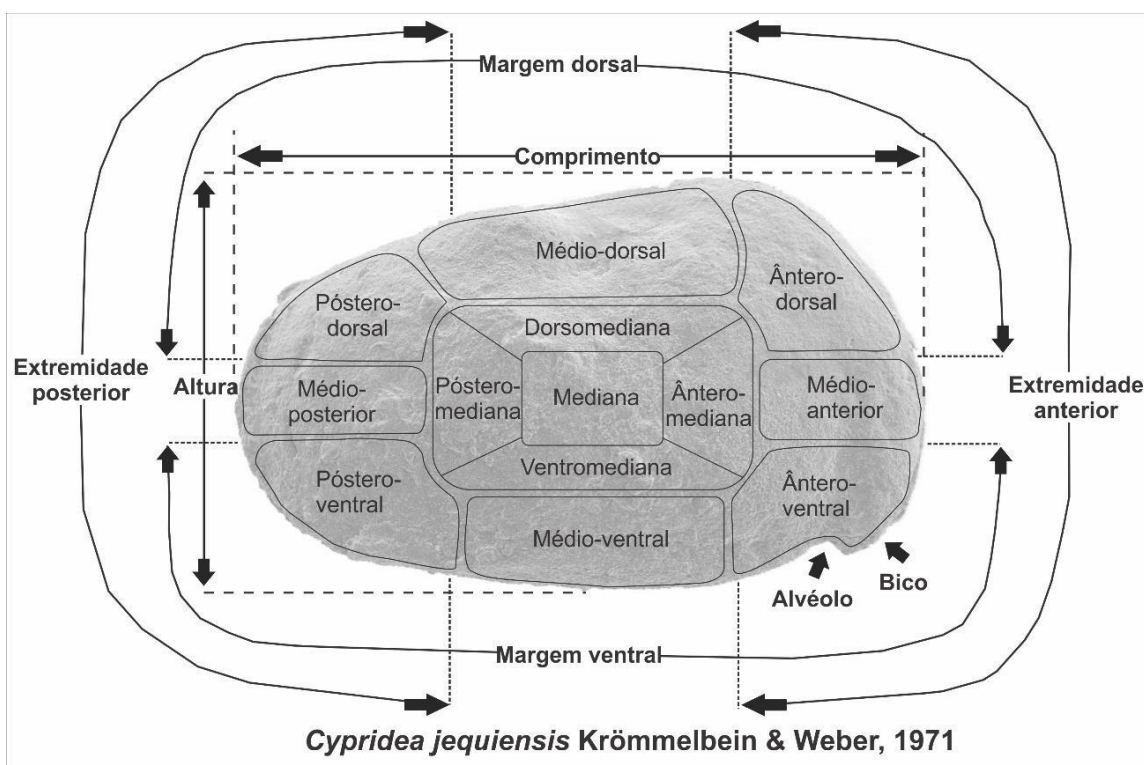 Margem dorsal
Comprimento
Médio-dorsal
Ântero-
dorsal
Póstero-
dorsal
Dorsomediana
Extremidade
posterior
Altura
Médio-
posterior
Póstero-
mediana
Mediana
Ântero-
mediana
Médio-
anterior
Extremidade
anterior
Ventromediana
Póstero-
ventral
Médio-ventral
Ântero-
ventral
Alvéolo
Bico
Margem ventral
Cypridea jequiensis Krömmelbein & Weber, 1971